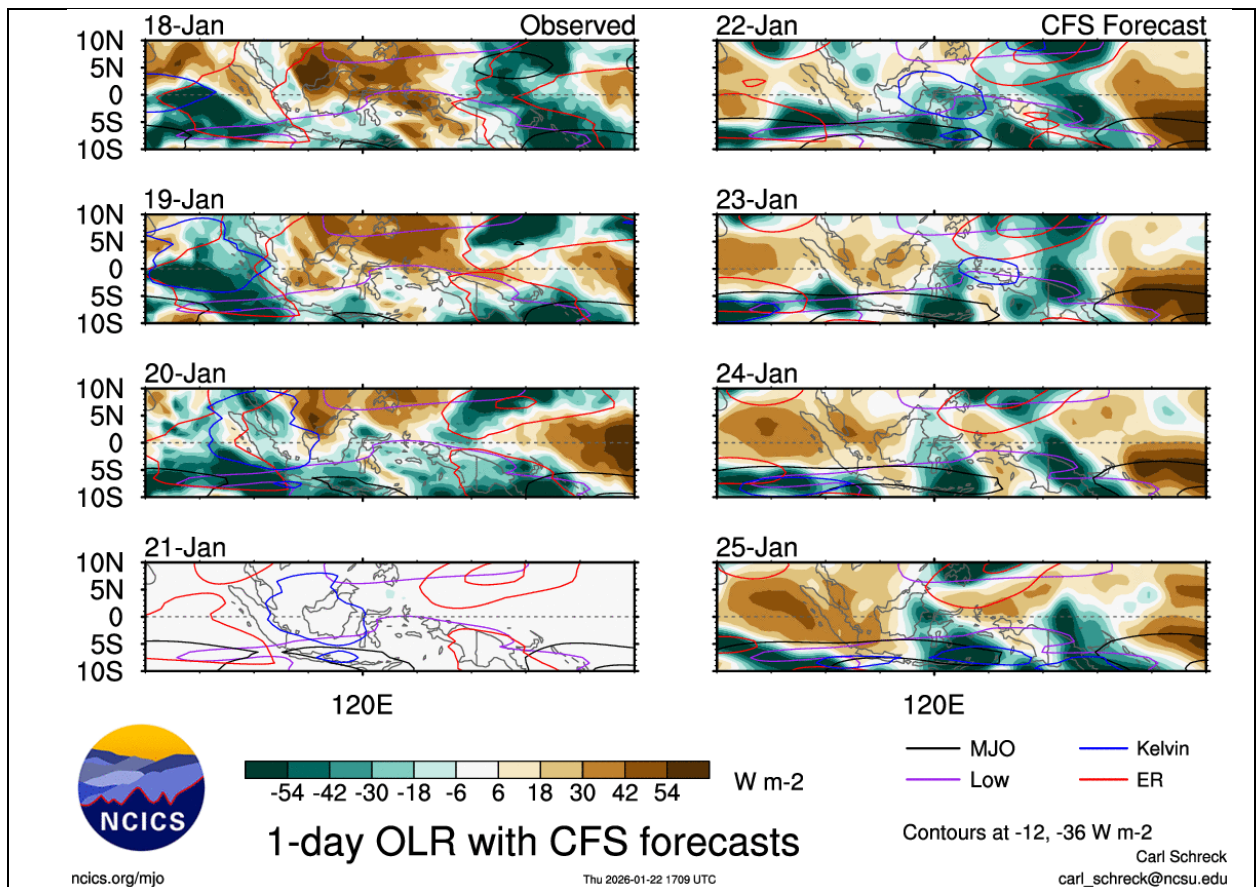 18-Jan Observed
10N
5N
0
5S
10S
19-Jan
10N
5N
0
5S
10S
20-Jan
10N
5N
0
5S
10S
21-Jan
10N
5N
0
5S
10S
120E
22-Jan CFS Forecast
23-Jan
24-Jan
25-Jan
120E
NCICS
-54 -42 -30 -18 -6 6 18 30 42 54
W m-2
MJO
Kelvin
Low
ER
1-day OLR with CFS forecasts
Contours at -12, -36 W m-2
Carl Schreck
ncics.org/mjo
Thu 2026-01-22 1709 UTC
carl_schreck@ncsu.edu